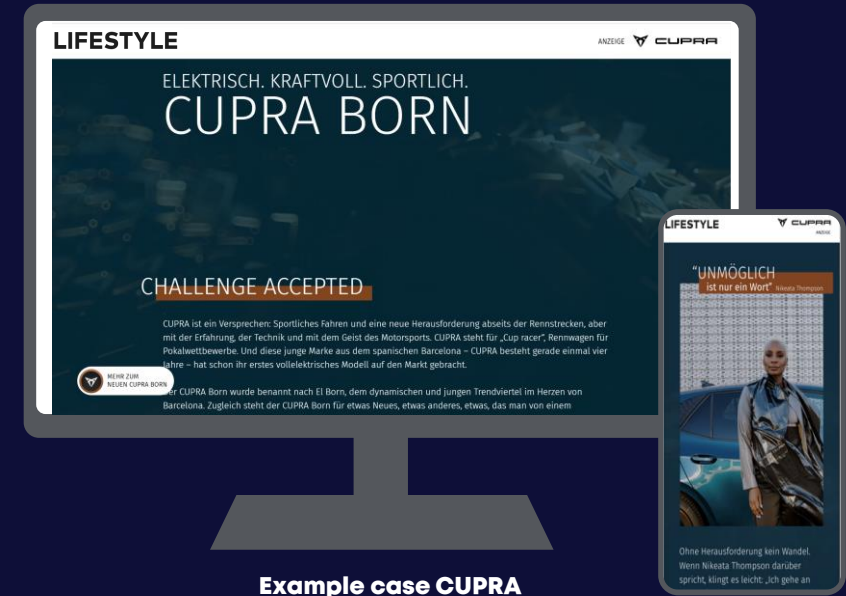 LIFESTYLE
ANZEIGE CUPRA
ELEKTRISCH. KRAFTVOLL. SPORTLICH.
CUPRA BORN
CHALLENGE ACCEPTED
CUPRA ist ein Versprechen: Sportliches Fahren und eine neue Herausforderung abseits der Rennstrecken, aber
mit der Erfahrung, der Technik und mit dem Geist des Motorsports. CUPRA steht für „Cup racer“, Rennwagen für
Pokalwettbewerbe. Und diese junge Marke aus dem spanischen Barcelona – CUPRA besteht gerade einmal vier
Jahre – hat schon ihr erstes vollelektrisches Modell auf den Markt gebracht.
MEHR ZUM
NEUEN CUPRA BORN
er CUPRA Born wurde benannt nach El Born, dem dynamischen und jungen Trendviertel im Herzen von
Barcelona. Zugleich steht der CUPRA Born für etwas Neues, etwas anderes, etwas, das man von einem
LIFESTYLE
CUPRA
ANZEIGE
“UNMÖGLICH
ist nur ein Wort” Nikeata Thompson
Ohne Herausforderung kein Wandel.
Wenn Nikeata Thompson darüber
spricht, klingt es leicht: „Ich gehe an
Example case CUPRA